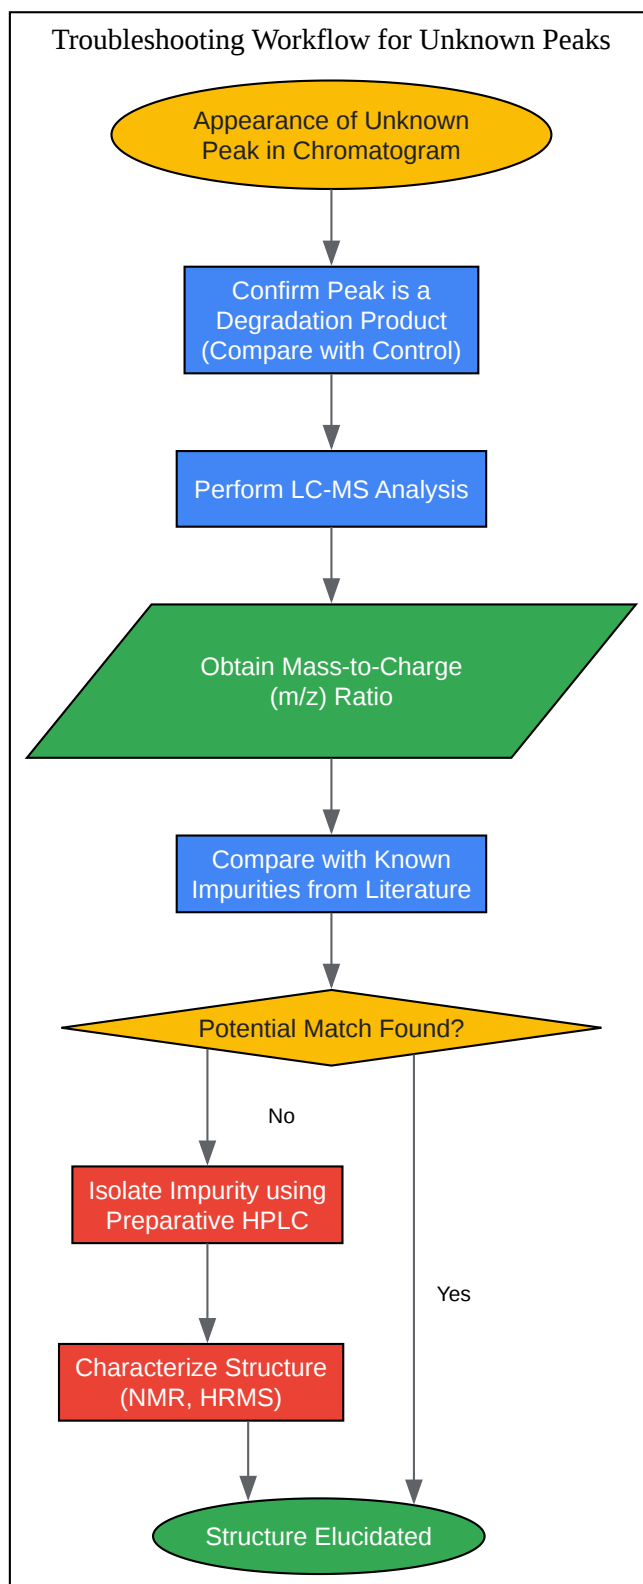 Troubleshooting Workflow for Unknown Peaks
Appearance of Unknown
Peak in Chromatogram
Confirm Peak is a
Degradation Product
(Compare with Control)
Perform LC-MS Analysis
Obtain Mass-to-Charge
(m/z) Ratio
Compare with Known
Impurities from Literature
Potential Match Found?
No
Isolate Impurity using
Preparative HPLC
Yes
Characterize Structure
(NMR, HRMS)
Structure Elucidated